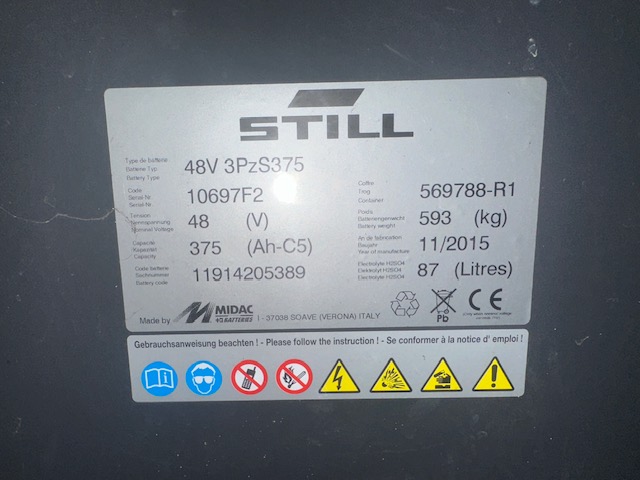 STILL
Type de batterie
Batterie Typ
Battery Type
48V 3PzS375
Code
Serial Nr.
Serial-Nr.
10697F2
Tension
Nennspannung
Nominal Voltage
48 (V)
Capacité
Kapazität
Capacity
375 (Ah-C5)
Code batterie
Sachnummer
Battery code
11914205389
Coffre
Trog
Container
569788-R1
Poids
Batteriengewicht
Battery weight
593 (kg)
An de fabrication
Baujahr
Year of manufacture
11/2015
Electrolyte H2SO4
Elektrolyt H2SO4
Electrolyte H2SO4
87 (Litres)
Made by MIDAC BATTERIES I - 37038 SOAVE (VERONA) ITALY
Pb
CE
Gebrauchsanweisung beachten ! - Please follow the instruction ! - Se conformer à la notice d' emploi !